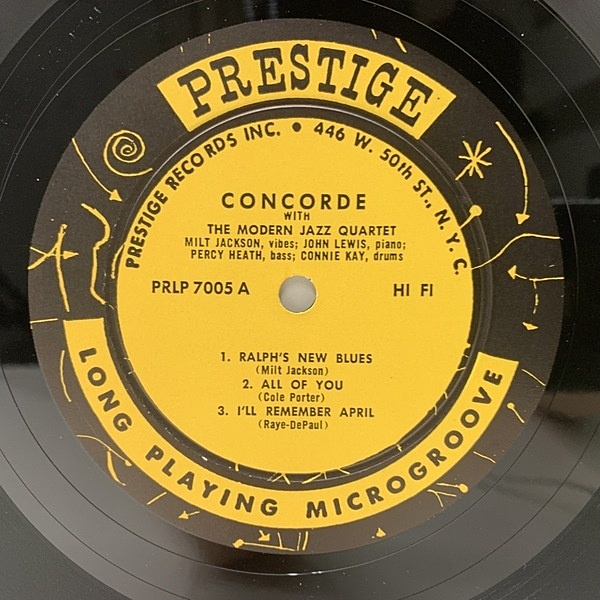 PRESTIGE
PRESTIGE RECORDS INC. • 446 W. 50th ST., N.Y.C.
CONCORDE
WITH
THE MODERN JAZZ QUARTET
MILT JACKSON, vibes; JOHN LEWIS, piano;
PERCY HEATH, bass; CONNIE KAY, drums
PRLP 7005 A HI FI
1. RALPH'S NEW BLUES
(Milt Jackson)
2. ALL OF YOU
(Cole Porter)
3. I'LL REMEMBER APRIL
(Raye-DePaul)
LONG PLAYING MICROGROOVE